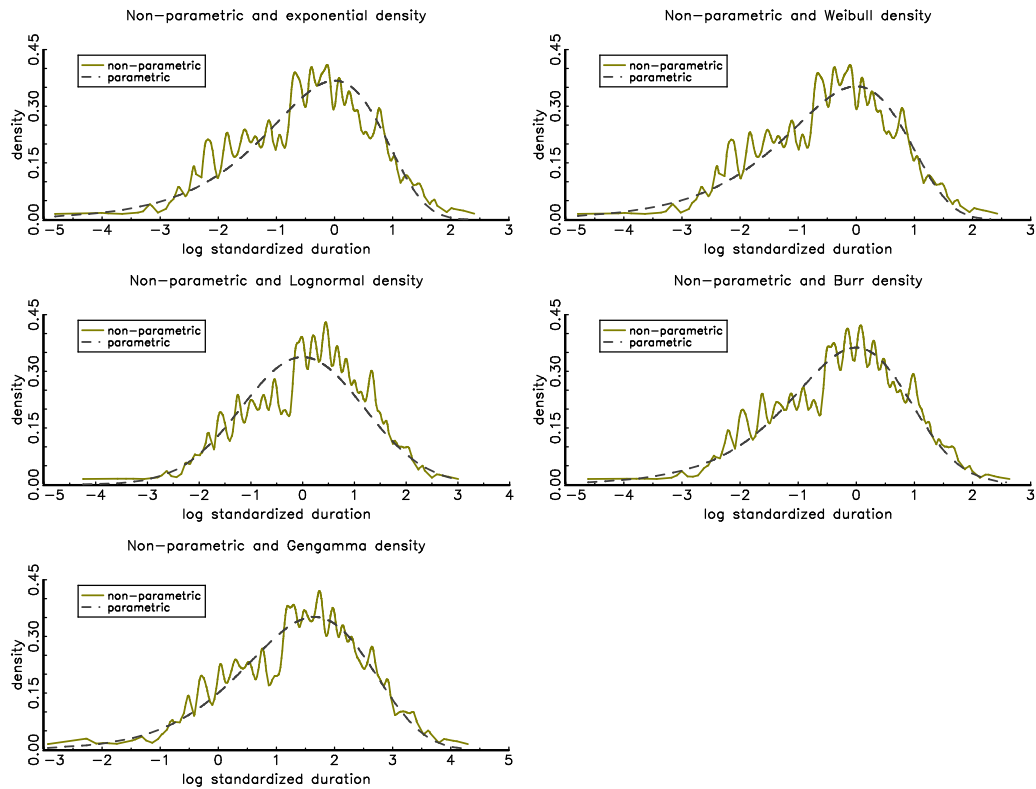 Non-parametric and exponential density
0.45
0.30
0.15
0.00
density
non-parametric
parametric
-5 -4 -3 -2 -1 0 1 2 3
log standardized duration
Non-parametric and Weibull density
0.45
0.30
0.15
0.00
density
non-parametric
parametric
-5 -4 -3 -2 -1 0 1 2 3
log standardized duration
Non-parametric and Lognormal density
0.45
0.30
0.15
0.00
density
non-parametric
parametric
-5 -4 -3 -2 -1 0 1 2 3 4
log standardized duration
Non-parametric and Burr density
0.45
0.30
0.15
0.00
density
non-parametric
parametric
-5 -4 -3 -2 -1 0 1 2 3
log standardized duration
Non-parametric and Gengamma density
0.45
0.30
0.15
0.00
density
non-parametric
parametric
-3 -2 -1 0 1 2 3 4 5
log standardized duration